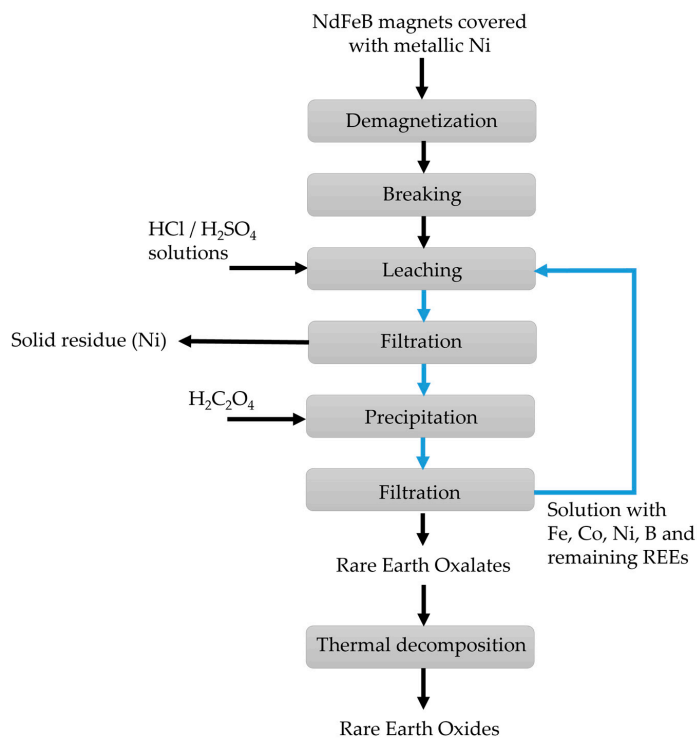 NdFeB magnets covered
with metallic Ni
Demagnetization
Breaking
HCl / H₂SO₄
solutions
Leaching
Solid residue (Ni)
Filtration
H₂C₂O₄
Precipitation
Filtration
Solution with
Fe, Co, Ni, B and
remaining REEs
Rare Earth Oxalates
Thermal decomposition
Rare Earth Oxides